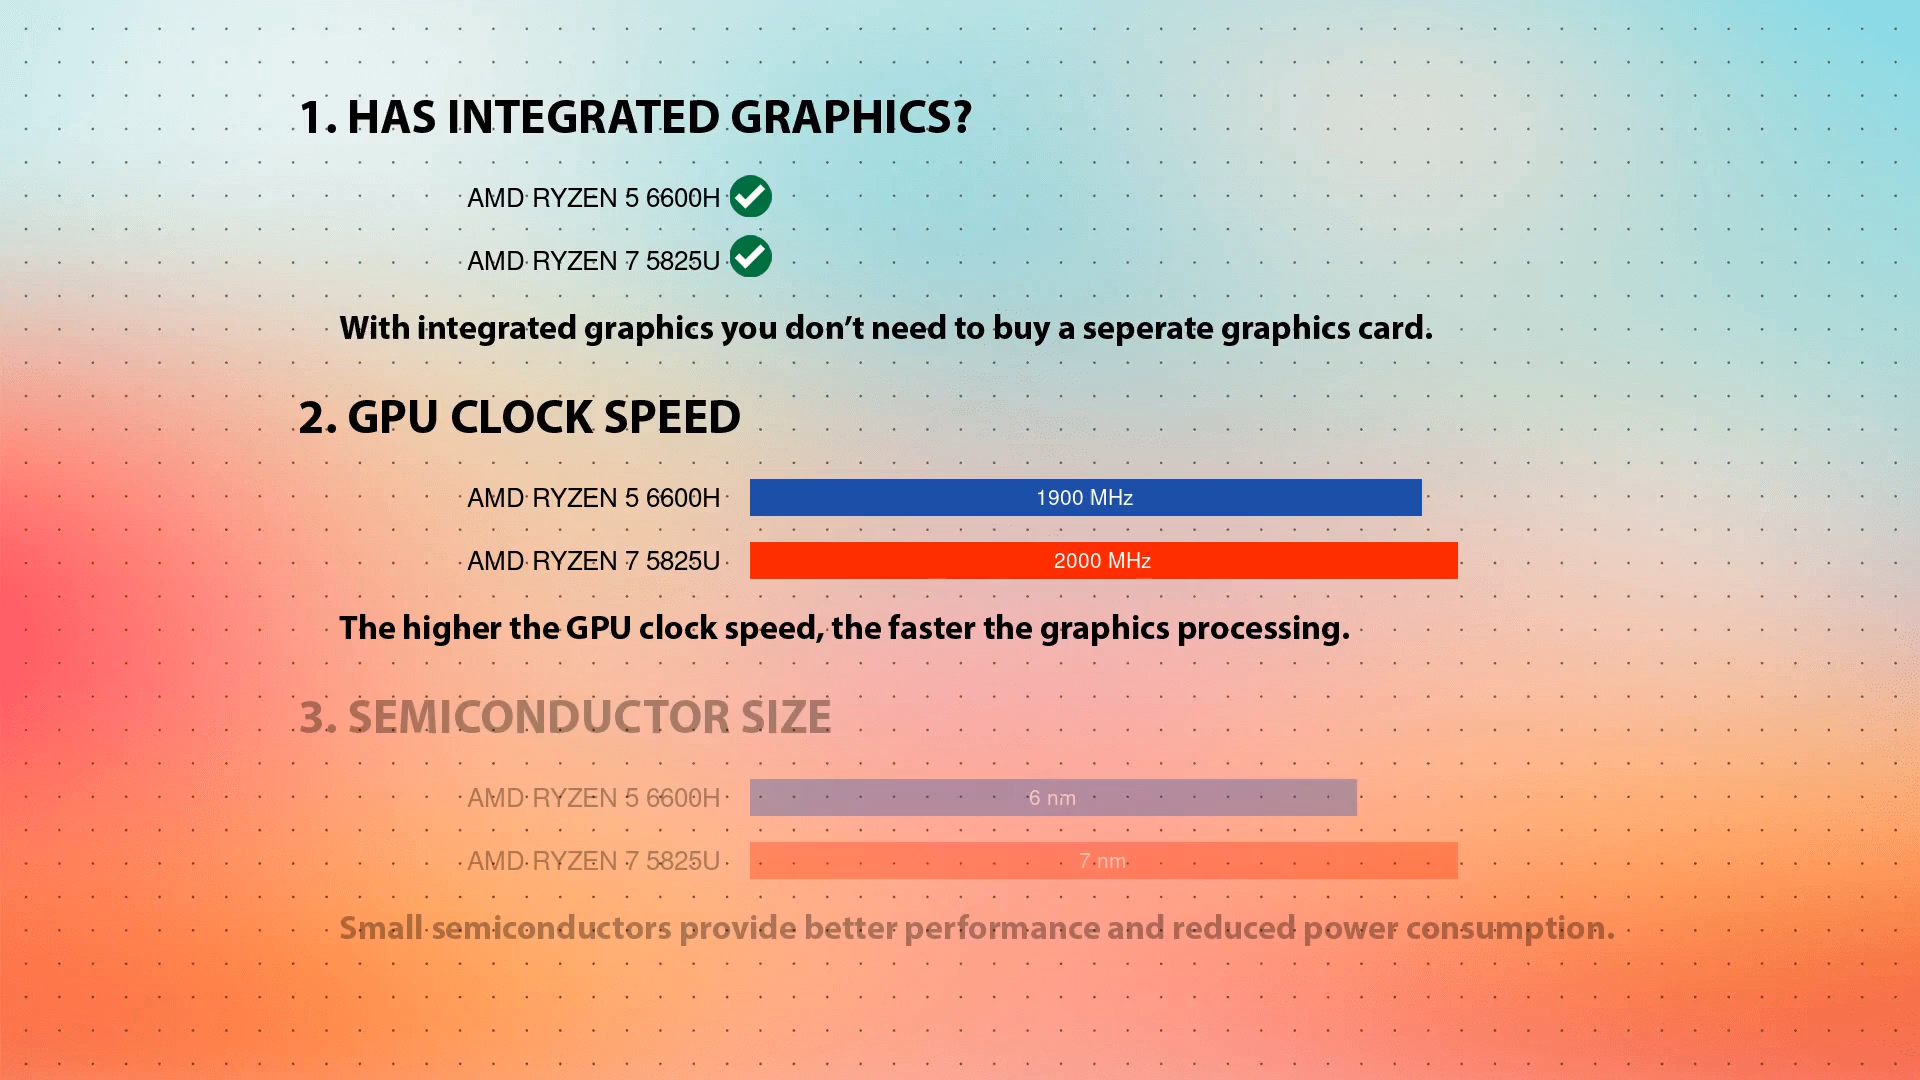 1. HAS INTEGRATED GRAPHICS?
AMD RYZEN 5 6600H
AMD RYZEN 7 5825U
With integrated graphics you don’t need to buy a seperate graphics card.
2. GPU CLOCK SPEED
AMD RYZEN 5 6600H 1900 MHz
AMD RYZEN 7 5825U 2000 MHz
The higher the GPU clock speed, the faster the graphics processing.
3. SEMICONDUCTOR SIZE
AMD RYZEN 5 6600H 6 nm
AMD RYZEN 7 5825U 7 nm
Small semiconductors provide better performance and reduced power consumption.